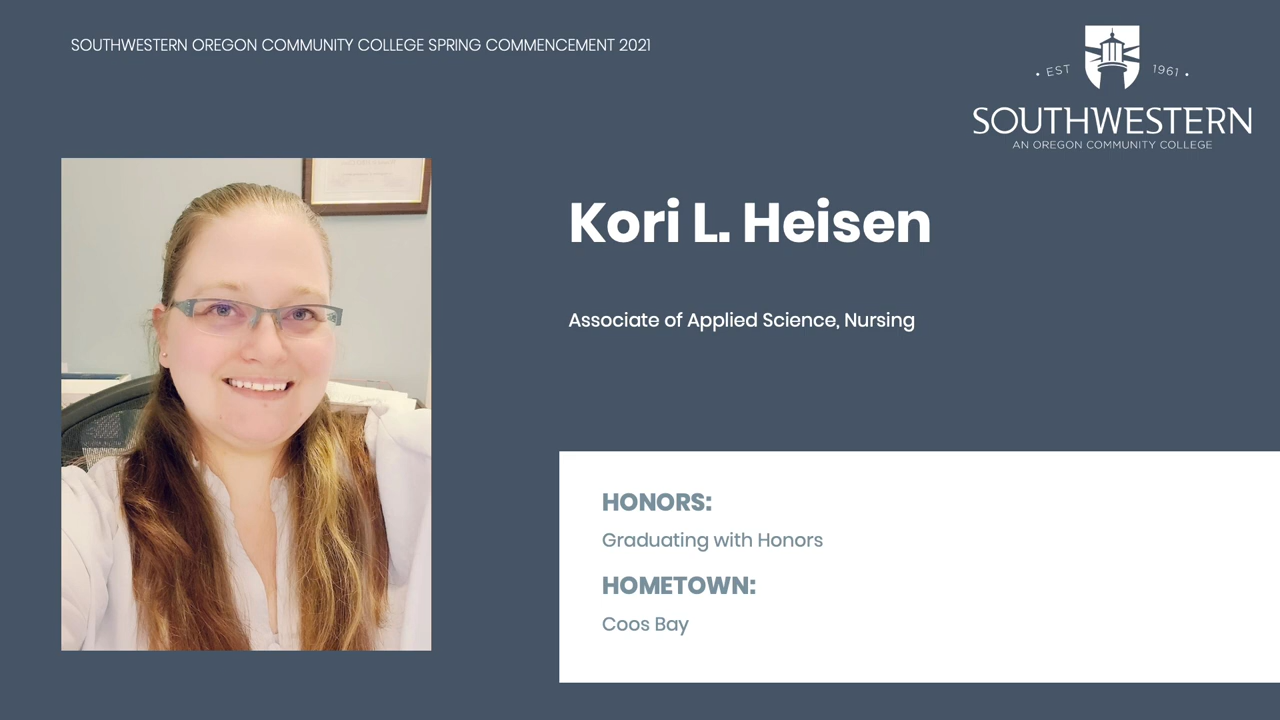 SOUTHWESTERN OREGON COMMUNITY COLLEGE SPRING COMMENCEMENT 2021
• EST 1961 •
SOUTHWESTERN
AN OREGON COMMUNITY COLLEGE
Kori L. Heisen
Associate of Applied Science, Nursing
HONORS:
Graduating with Honors
HOMETOWN:
Coos Bay